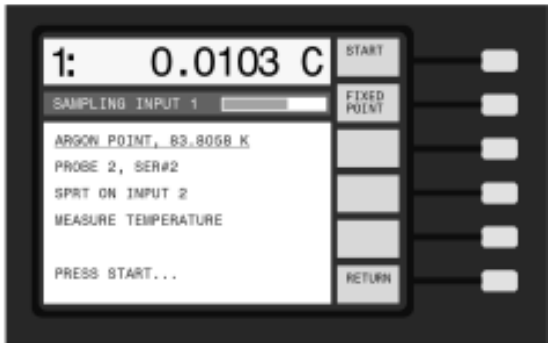 1: 0.0103 C
START
SAMPLING INPUT 1
FIXED
POINT
ARGON POINT, 83.8058 K
PROBE 2, SER#2
SPRT ON INPUT 2
MEASURE TEMPERATURE
PRESS START...
RETURN